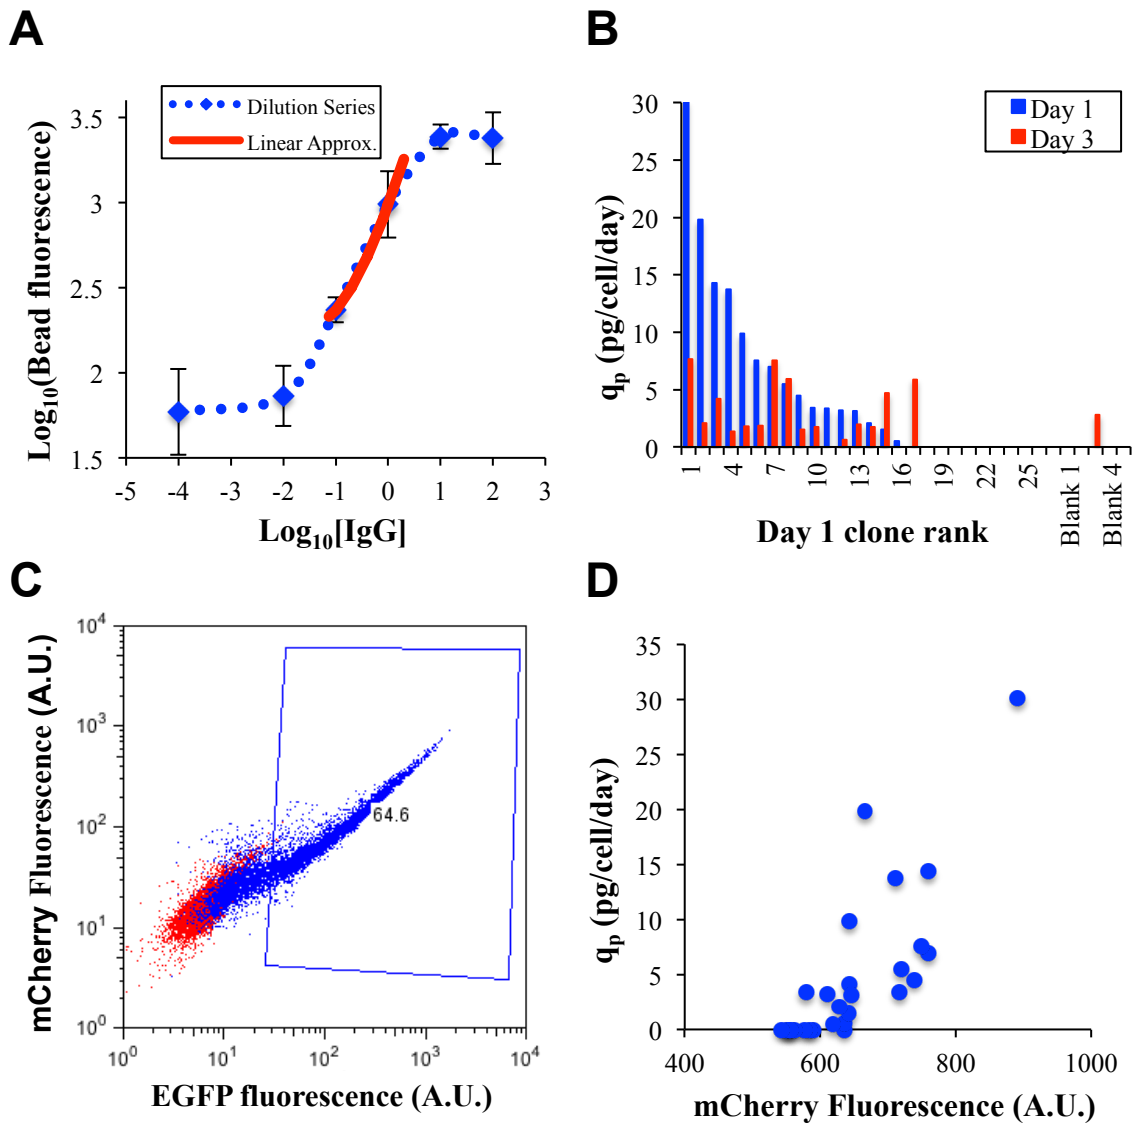 A
Dilution Series
Linear Approx.
Log10(Bead fluorescence)
3.5
3
2.5
2
1.5
-5 -4 -3 -2 -1 0 1 2 3
Log10[IgG]
B
Day 1
Day 3
qp (pg/cell/day)
30
25
20
15
10
5
0
1 4 7 10 13 16 19 22 25 Blank 1 Blank 4
Day 1 clone rank
C
mCherry Fluorescence (A.U.)
10^4
10^3
10^2
10^1
10^0
64.6
10^0 10^1 10^2 10^3 10^4
EGFP fluorescence (A.U.)
D
qp (pg/cell/day)
35
30
25
20
15
10
5
0
400 600 800 1000
mCherry Fluorescence (A.U.)